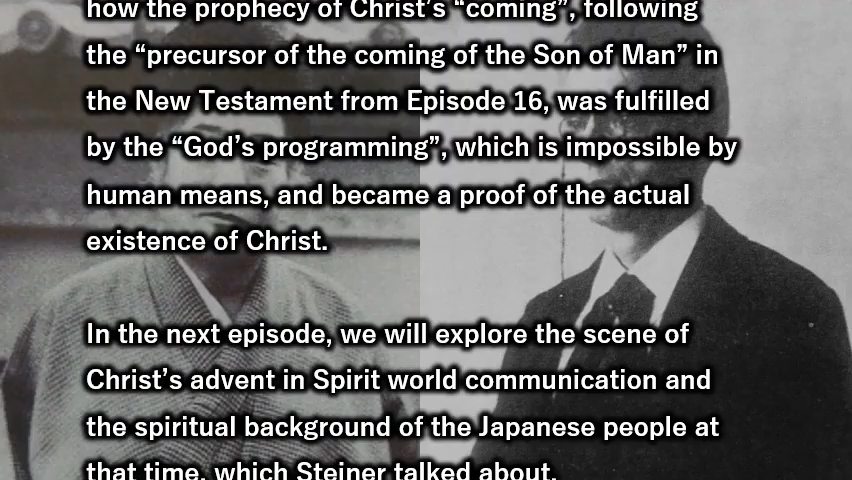 how the prophecy of Christ's “coming”, following
the “precursor of the coming of the Son of Man” in
the New Testament from Episode 16, was fulfilled
by the “God's programming”, which is impossible by
human means, and became a proof of the actual
existence of Christ.
In the next episode, we will explore the scene of
Christ's advent in Spirit world communication and
the spiritual background of the Japanese people at
that time, which Steiner talked about.